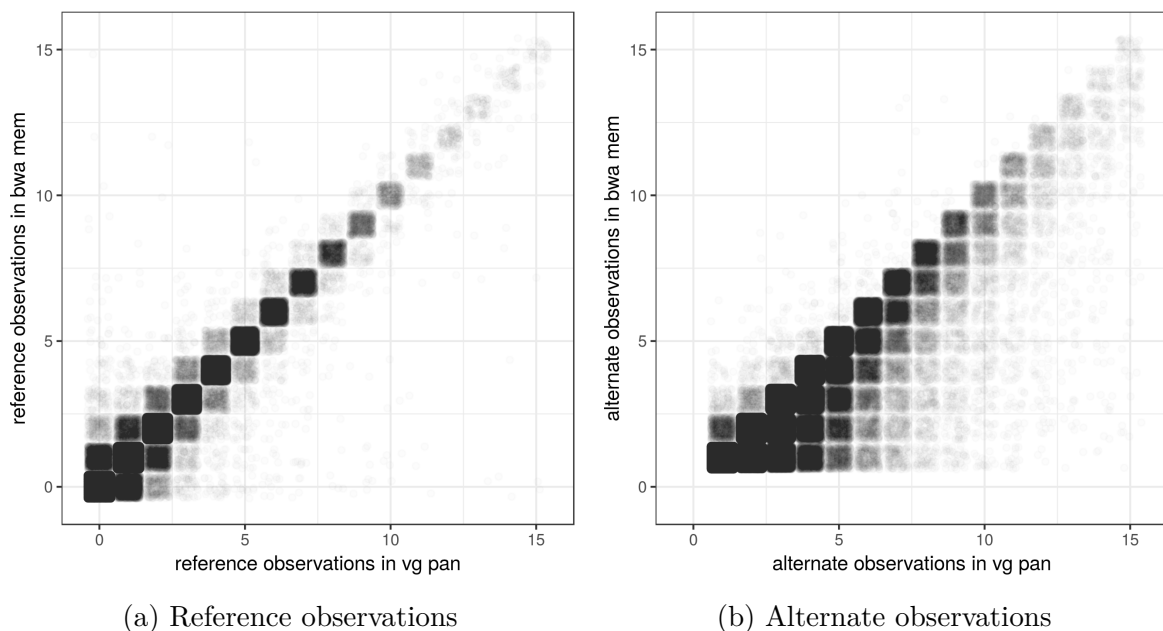 reference observations in bwa mem
15
10
5
0
0 5 10 15
reference observations in vg pan
(a) Reference observations
alternate observations in bwa mem
15
10
5
0
0 5 10 15
alternate observations in vg pan
(b) Alternate observations